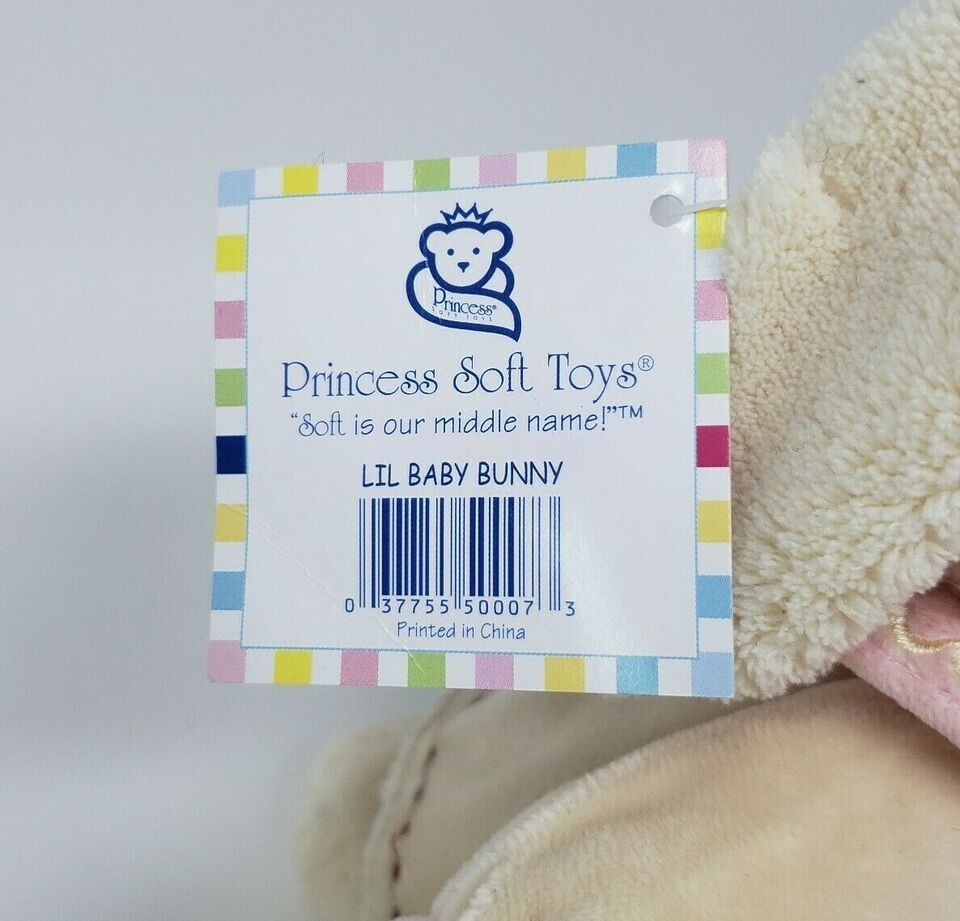 Princess®
SOFT TOYS
Princess Soft Toys®
"Soft is our middle name!"™
LIL BABY BUNNY
0 37755 50007 3
Printed in China